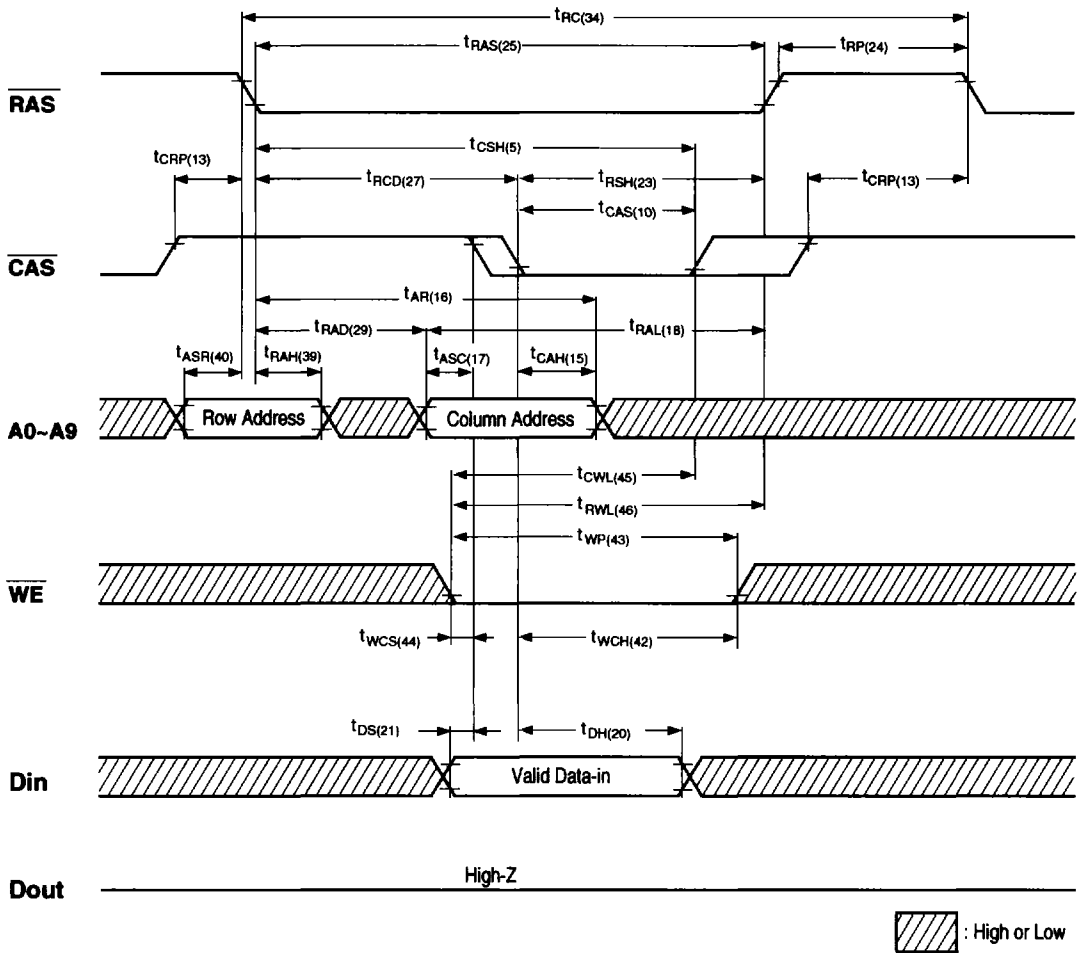 tRC(34)
tRAS(25)
tRP(24)
RAS
tCSH(5)
tCRP(13)
tRCD(27)
tRSH(23)
tCRP(13)
tCAS(10)
CAS
tAR(16)
tRAD(29)
tRAL(18)
tASR(40)
tRAH(39)
tASC(17)
tCAH(15)
A0~A9
Row Address
Column Address
tCWL(45)
tRWL(46)
tWP(43)
WE
tWCS(44)
tWCH(42)
tDS(21)
tDH(20)
Din
Valid Data-in
High-Z
Dout
: High or Low